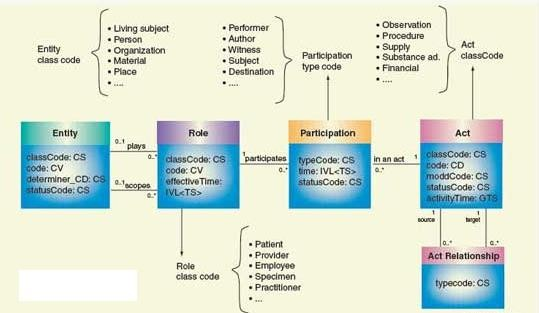 Entity
class code
• Living subject
• Person
• Organization
• Material
• Place
• ....
• Performer
• Author
• Witness
• Subject
• Destination
• ....
Participation
type code
• Observation
• Procedure
• Supply
• Substance ad.
• Financial
• ....
Act
classCode
Entity
classCode: CS
code: CV
determiner_CD: CS
statusCode: CS
0..1
plays
0..*
0..1
scopes
0..*
Role
classCode: CS
code: CV
effectiveTime:
IVL<TS>
1
participates
0..*
Participation
typeCode: CS
time: IVL<TS>
statusCode: CS
in an act
1
0..*
Act
classCode: CS
code: CD
moddCode: CS
statusCode: CS
activityTime: GTS
1
source
1
target
0..*
0..*
Act Relationship
typecode: CS
Role
class code
• Patient
• Provider
• Employee
• Specimen
• Practitioner
• ...